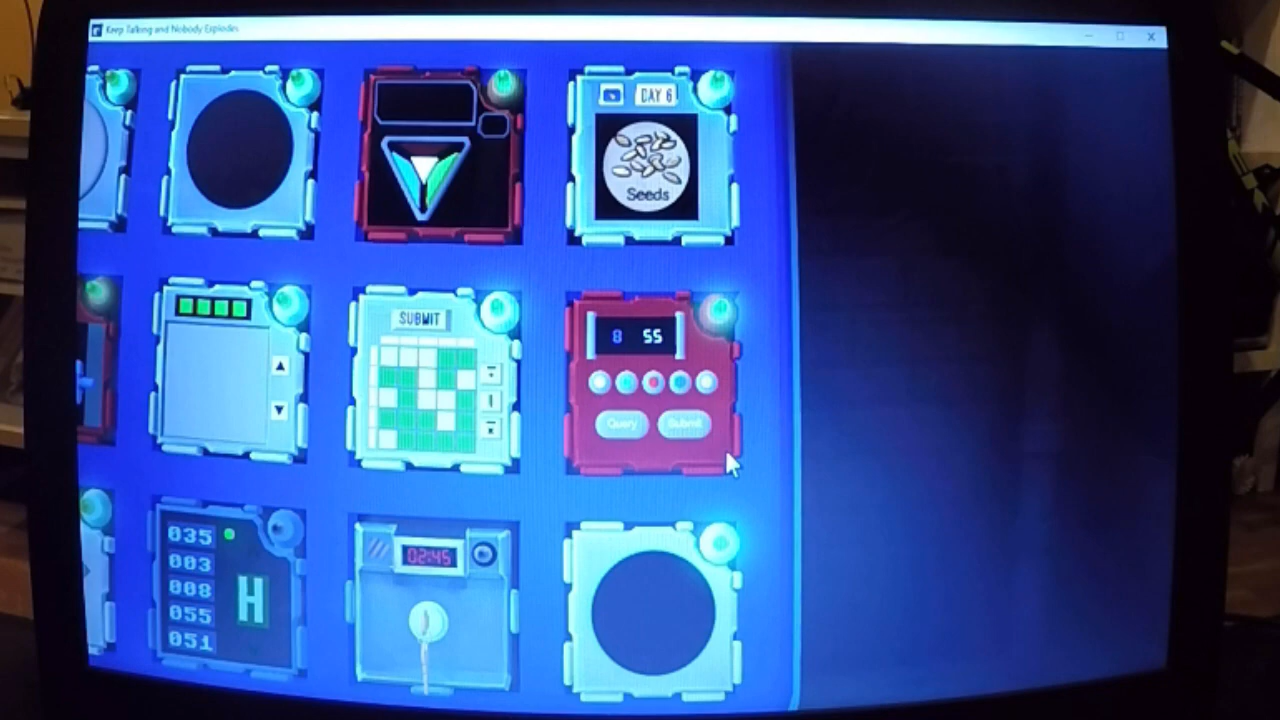 Keep Talking and Nobody Explodes
DAY 6
Seeds
SUBMIT
8 55
Query Submit
035
003
008
055
051
H
02:45